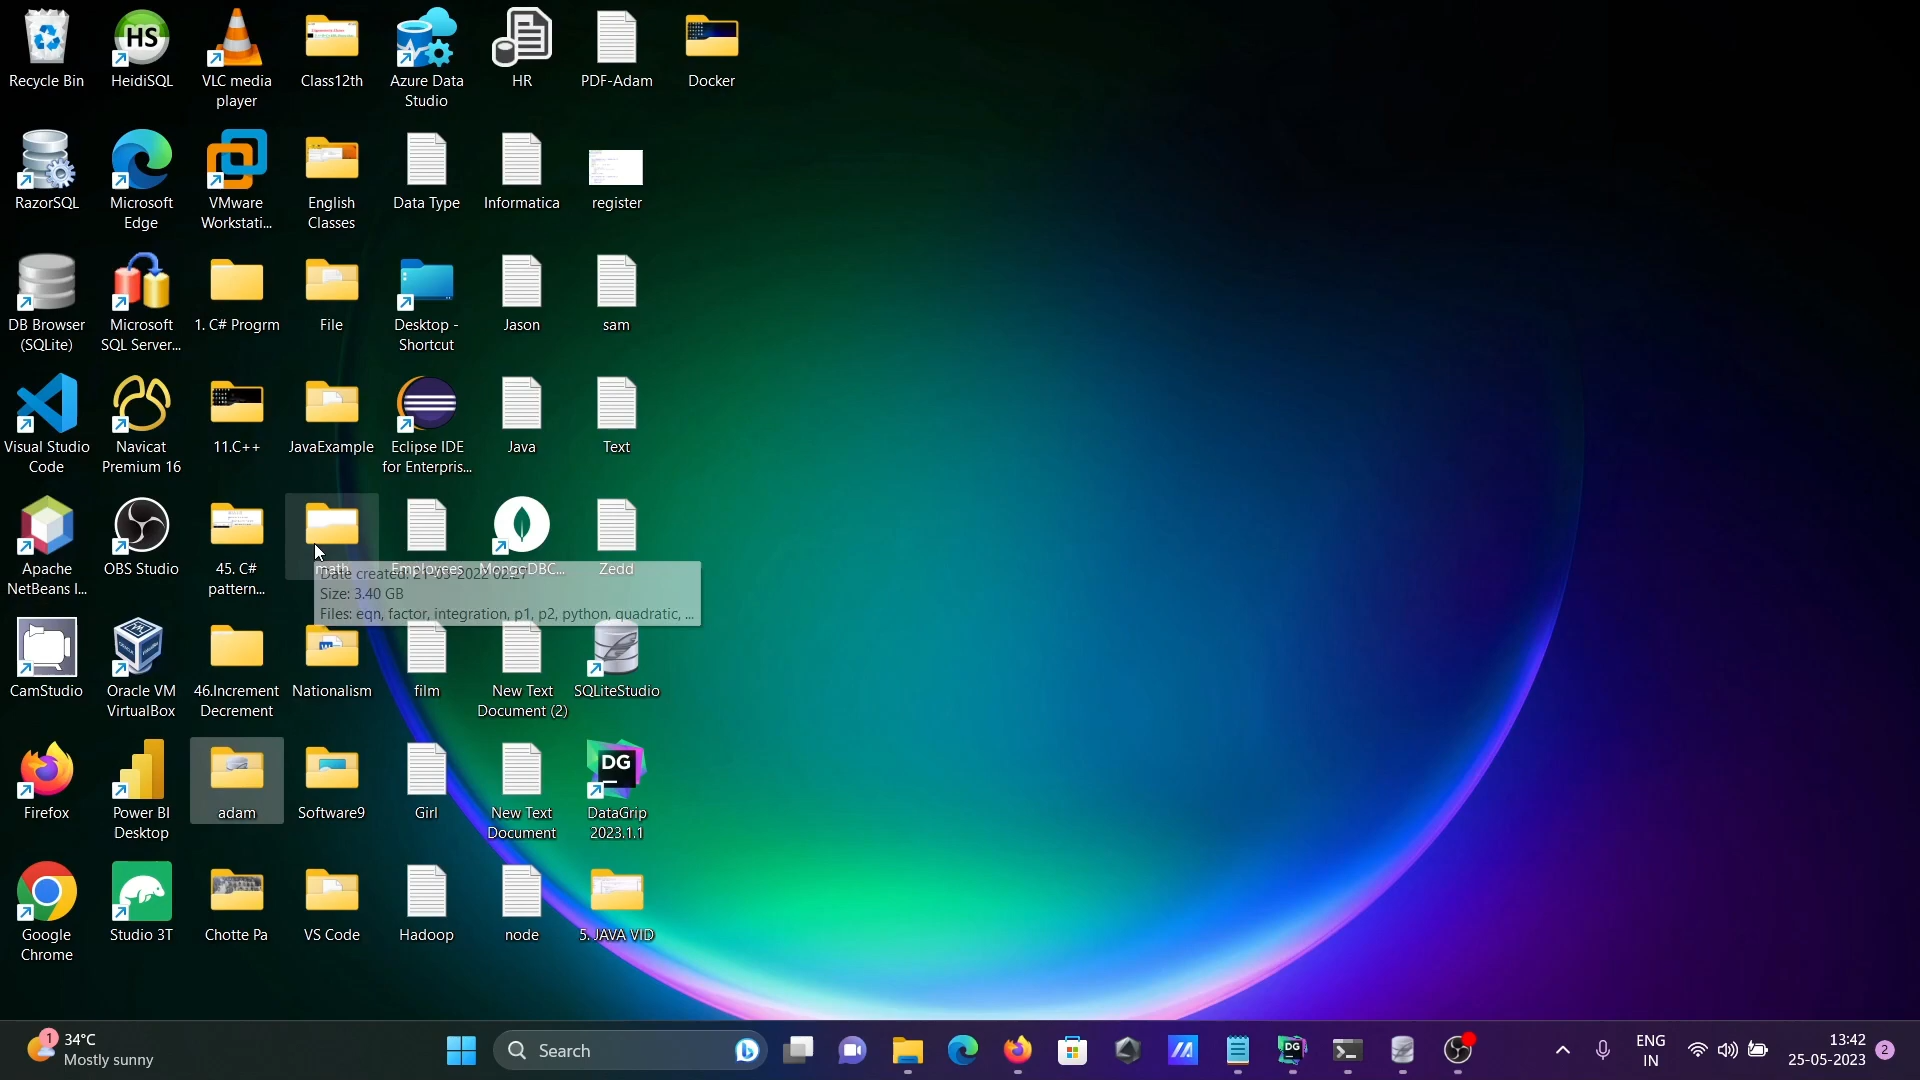 Recycle Bin
HeidiSQL
VLC media
player
Class12th
Azure Data
Studio
HR
PDF-Adam
Docker
RazorSQL
Microsoft
Edge
VMware
Workstati...
English
Classes
Data Type
Informatica
register
DB Browser
(SQLite)
Microsoft
SQL Server...
1. C# Progrm
File
Desktop -
Shortcut
Jason
sam
Visual Studio
Code
Navicat
Premium 16
11.C++
JavaExample
Eclipse IDE
for Enterpris...
Java
Text
Apache
NetBeans I...
OBS Studio
45. C#
pattern...
math
Employees
MongoDBC...
Zedd
Date created: 21-03-2022 02:27
Size: 3.40 GB
Files: eqn, factor, integration, p1, p2, python, quadratic, ...
CamStudio
Oracle VM
VirtualBox
46.Increment
Decrement
Nationalism
film
New Text
Document (2)
SQLiteStudio
Firefox
Power BI
Desktop
adam
Software9
Girl
New Text
Document
DG
DataGrip
2023.1.1
Google
Chrome
Studio 3T
Chotte Pa
VS Code
Hadoop
node
5. JAVA VID
1
34°C
Mostly sunny
Search
DG
ENG
IN
13:42
25-05-2023
2
HS